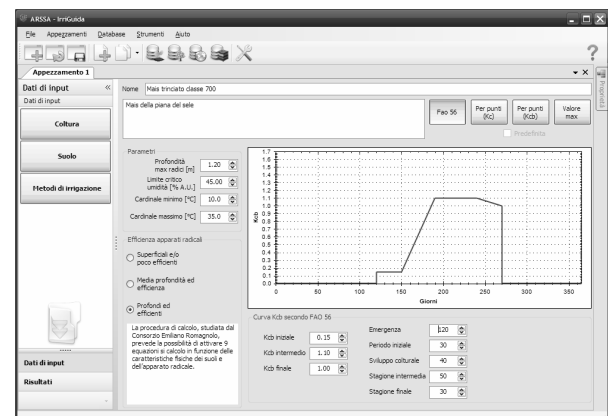 ARSSA - IrriGuida
File Appezzamenti Database Strumenti Aiuto
Appezzamento 1
Dati di input
Dati di input
Coltura
Suolo
Metodi di irrigazione
Dati di input
Risultati
Nome Mais trinciato classe 700
Mais della piana del sele
Fao 56
Per punti (Kc)
Per punti (Kcb)
Valore max
Predefinita
Proprietà
Parametri
Profondità max radici [m] 1.20
Limite critico umidità [% A.U.] 45.00
Cardinale minimo [°C] 10.0
Cardinale massimo [°C] 35.0
Efficienza apparati radicali
Superficiali e/o poco efficienti
Media profondità ed efficienza
Profondi ed efficienti
La procedura di calcolo, studiata dal
Consorzio Emiliano Romagnolo,
prevede la possibilità di attivare 9
equazioni si calcolo in funzione delle
caratteristiche fisiche dei suoli e
dell'apparato radicale.
1.7
1.6
1.5
1.4
1.3
1.2
1.1
1.0
0.9
0.8
0.7
0.6
0.5
0.4
0.3
0.2
0.1
0.0
Kcb
0 50 100 150 200 250 300 350
Giorni
Curva Kcb secondo FAO 56
Kcb iniziale 0.15
Kcb intermedio 1.10
Kcb finale 1.00
Emergenza 120
Periodo iniziale 30
Sviluppo colturale 40
Stagione intermedia 50
Stagione finale 30